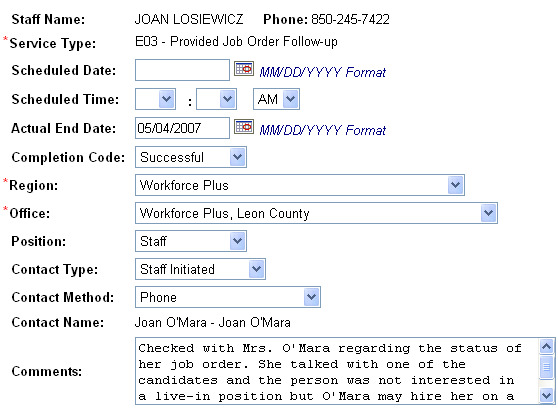 Staff Name: JOAN LOSIEWICZ Phone: 850-245-7422
*Service Type: E03 - Provided Job Order Follow-up
Scheduled Date: MM/DD/YYYY Format
Scheduled Time: : AM
Actual End Date: 05/04/2007 MM/DD/YYYY Format
Completion Code: Successful
*Region: Workforce Plus
*Office: Workforce Plus, Leon County
Position: Staff
Contact Type: Staff Initiated
Contact Method: Phone
Contact Name: Joan O'Mara - Joan O'Mara
Comments: Checked with Mrs. O'Mara regarding the status of
her job order. She talked with one of the
candidates and the person was not interested in
a live-in position but O'Mara may hire her on a